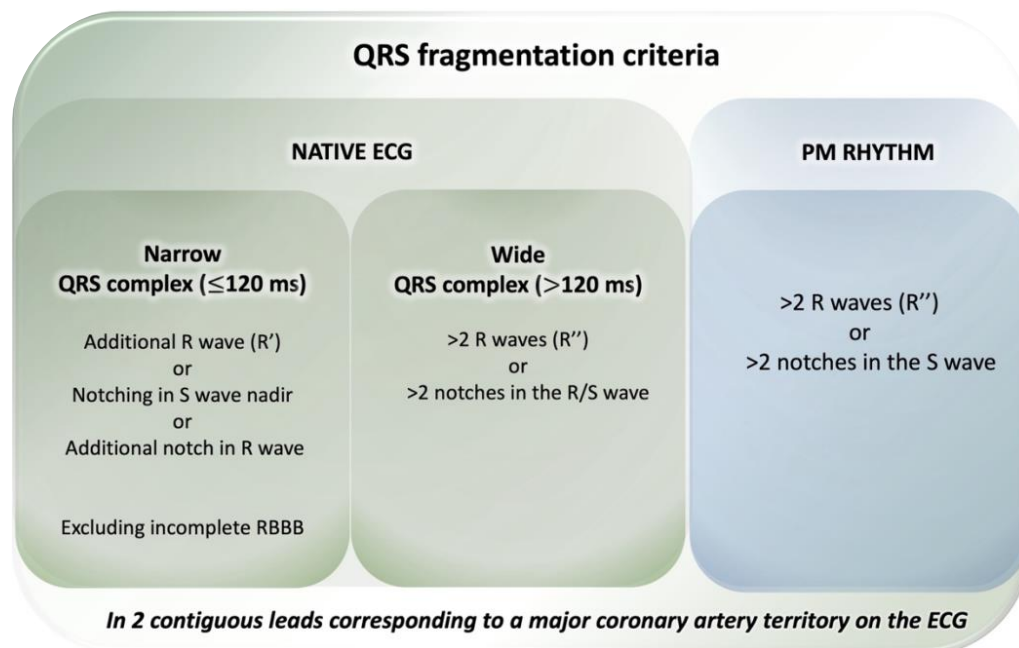 QRS fragmentation criteria
NATIVE ECG
Narrow
QRS complex (≤120 ms)
Additional R wave (R’)
or
Notching in S wave nadir
or
Additional notch in R wave
Excluding incomplete RBBB
Wide
QRS complex (>120 ms)
>2 R waves (R’’)
or
>2 notches in the R/S wave
PM RHYTHM
>2 R waves (R’’)
or
>2 notches in the S wave
In 2 contiguous leads corresponding to a major coronary artery territory on the ECG